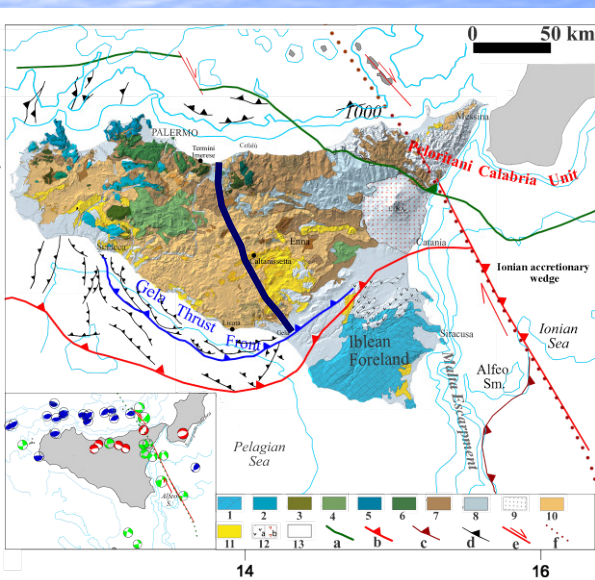 0 50 km
1000
Messina
PALERMO
Termini
Imerese
Cefalù
Peloritani Calabria Unit
Etna
Enna
Catania
Sciacca
Caltanissetta
Ionian accretionary
wedge
Gela Thrust Front
Licata
Gela
Iblean
Foreland
Siracusa
Ionian
Sea
Alfeo
Sm.
Malta Escarpment
Pelagian
Sea
Alfeo
S.
1 2 3 4 5 6 7 8 9 10
a b
11 12 13 a b c d e f
14 16